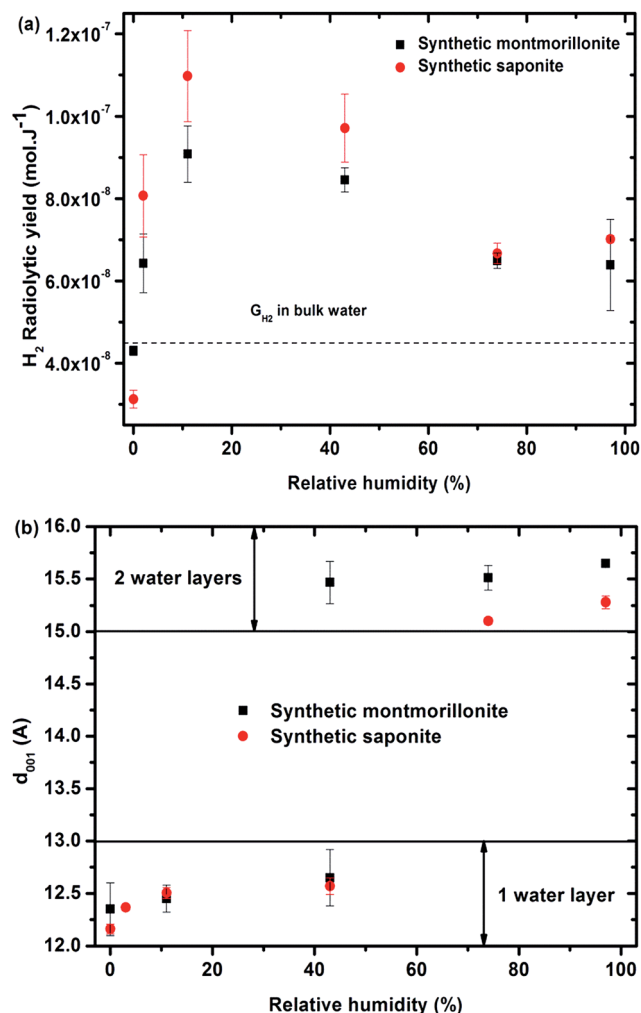 (a)
1.2x10⁻⁷
1.0x10⁻⁷
8.0x10⁻⁸
6.0x10⁻⁸
4.0x10⁻⁸
H₂ Radiolytic yield (mol.J⁻¹)
Synthetic montmorillonite
Synthetic saponite
G_H2 in bulk water
0 20 40 60 80 100
Relative humidity (%)
(b)
16.0
15.5
15.0
14.5
14.0
13.5
13.0
12.5
12.0
d₀₀₁ (A)
2 water layers
Synthetic montmorillonite
Synthetic saponite
1 water layer
0 20 40 60 80 100
Relative humidity (%)